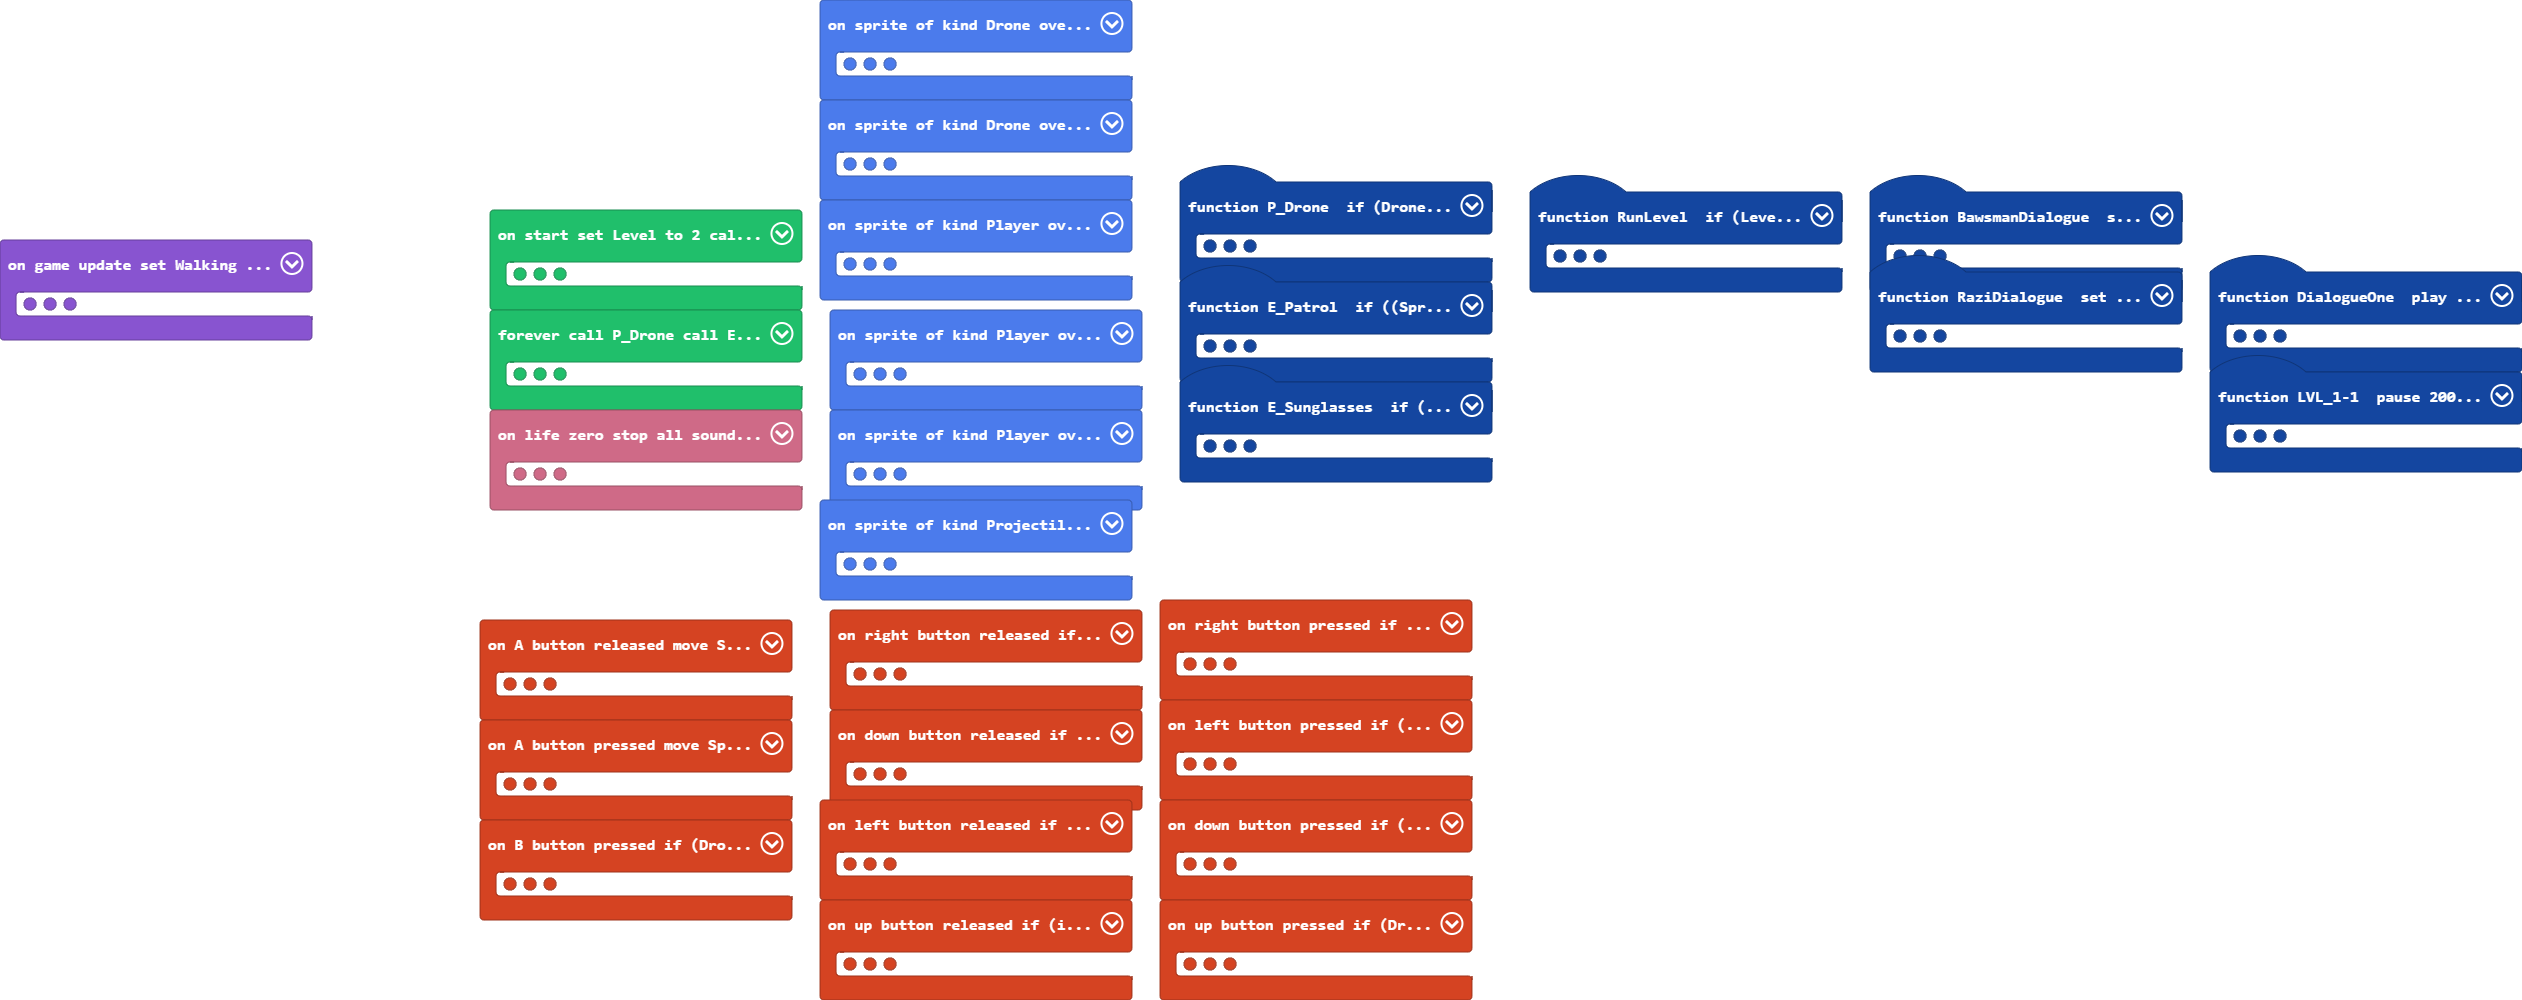 on game update set Walking ...
on start set Level to 2 cal...
forever call P_Drone call E...
on life zero stop all sound...
on A button released move S...
on A button pressed move Sp...
on B button pressed if (Dro...
on sprite of kind Drone ove...
on sprite of kind Drone ove...
on sprite of kind Player ov...
on sprite of kind Player ov...
on sprite of kind Player ov...
on sprite of kind Projectil...
on right button released if...
on down button released if ...
on left button released if ...
on up button released if (i...
function P_Drone  if (Drone...
function E_Patrol  if ((Spr...
function E_Sunglasses  if (...
on right button pressed if ...
on left button pressed if (...
on down button pressed if (...
on up button pressed if (Dr...
function RunLevel  if (Leve...
function BawsmanDialogue  s...
function RaziDialogue  set ...
function DialogueOne  play ...
function LVL_1-1  pause 200...